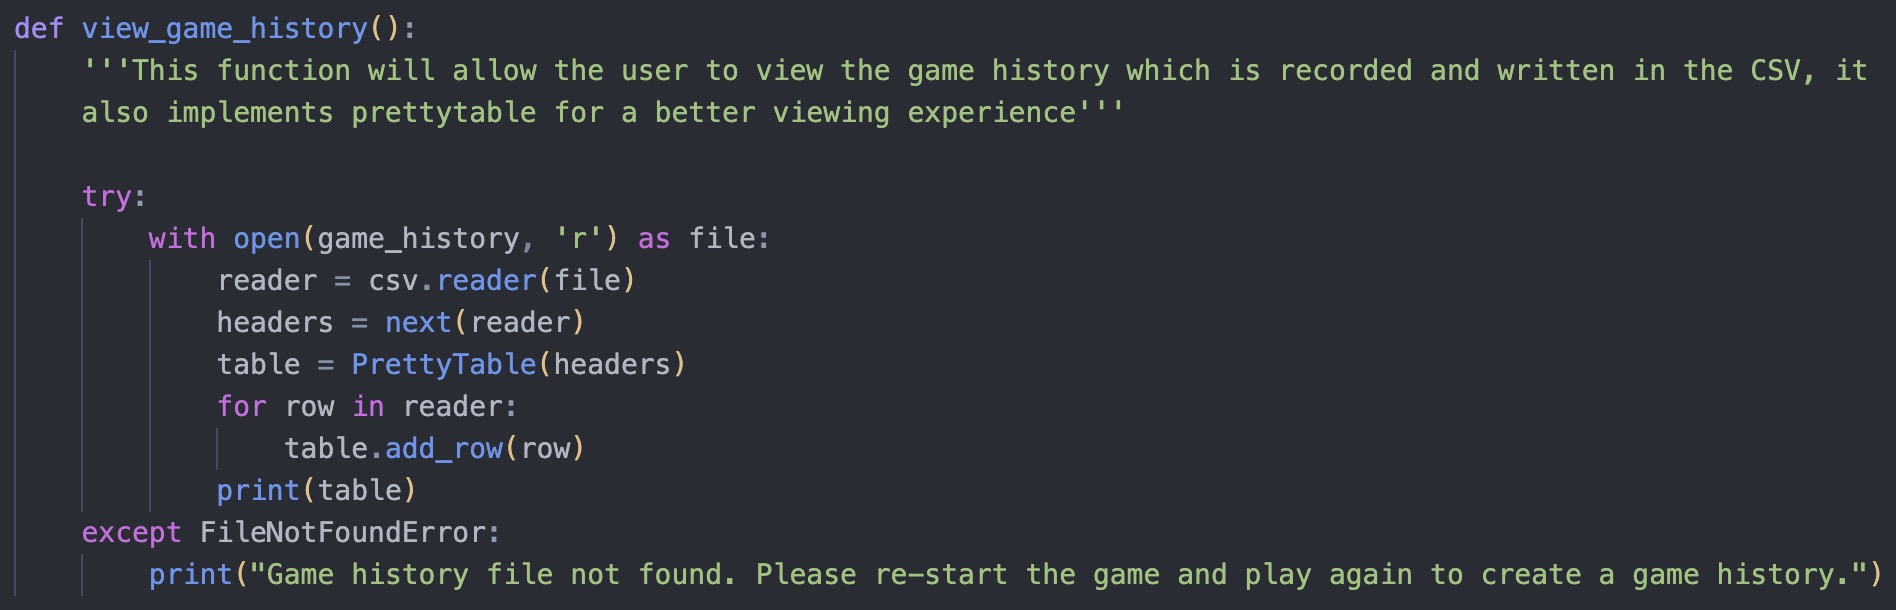 def view_game_history():
    '''This function will allow the user to view the game history which is recorded and written in the CSV, it
    also implements prettytable for a better viewing experience'''

    try:
        with open(game_history, 'r') as file:
            reader = csv.reader(file)
            headers = next(reader)
            table = PrettyTable(headers)
            for row in reader:
                table.add_row(row)
            print(table)
    except FileNotFoundError:
        print("Game history file not found. Please re-start the game and play again to create a game history.")